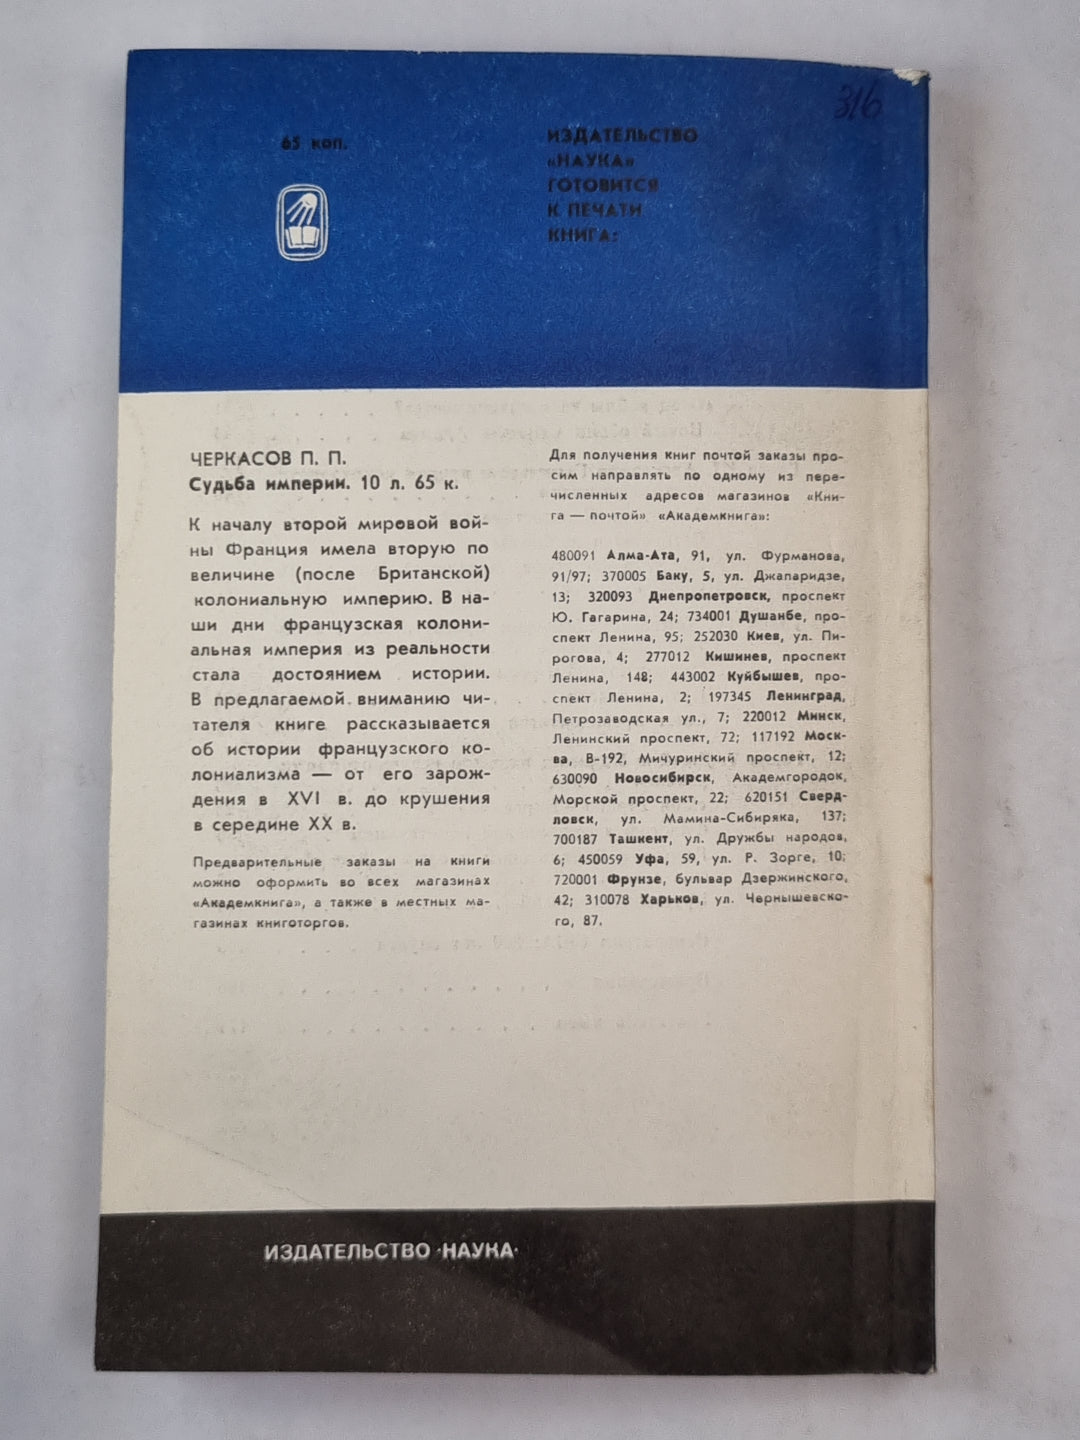 316
65 коп.
ИЗДАТЕЛЬСТВО
«НАУКА»
ГОТОВИТСЯ
К ПЕЧАТИ
КНИГА:
ЧЕРКАСОВ П. П.
Судьба империи. 10 л. 65 к.
К началу второй мировой вой-
ны Франция имела вторую по
величине (после Британской)
колониальную империю. В на-
ши дни французская колони-
альная империя из реальности
стала достоянием истории.
В предлагаемой вниманию чи-
тателя книге рассказывается
об истории французского ко-
лониализма — от его зарож-
дения в XVI в. до крушения
в середине XX в.
Предварительные заказы на книги
можно оформить во всех магазинах
«Академкнига», а также в местных ма-
газинах книготоргов.
Для получения книг почтой заказы про-
сим направлять по одному из пере-
численных адресов магазинов «Кни-
га — почтой» «Академкнига»:
480091 Алма-Ата, 91, ул. Фурманова,
91/97; 370005 Баку, 5, ул. Джапаридзе,
13; 320093 Днепропетровск, проспект
Ю. Гагарина, 24; 734001 Душанбе, про-
спект Ленина, 95; 252030 Киев, ул. Пи-
рогова, 4; 277012 Кишинев, проспект
Ленина, 148; 443002 Куйбышев, про-
спект Ленина, 2; 197345 Ленинград,
Петрозаводская ул., 7; 220012 Минск,
Ленинский проспект, 72; 117192 Моск-
ва, В-192, Мичуринский проспект, 12;
630090 Новосибирск, Академгородок,
Морской проспект, 22; 620151 Сверд-
ловск, ул. Мамина-Сибиряка, 137;
700187 Ташкент, ул. Дружбы народов,
6; 450059 Уфа, 59, ул. Р. Зорге, 10;
720001 Фрунзе, бульвар Дзержинского,
42; 310078 Харьков, ул. Чернышевско-
го, 87.
ИЗДАТЕЛЬСТВО «НАУКА»